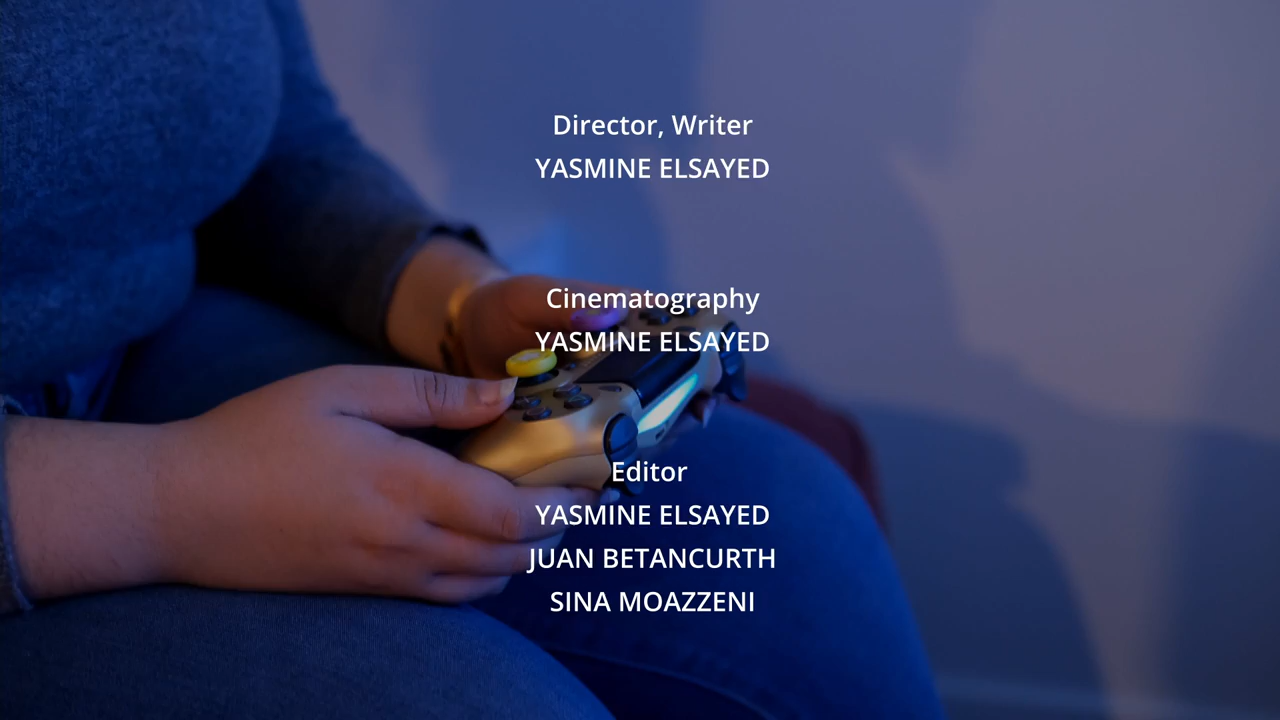 Director, Writer
YASMINE ELSAYED
Cinematography
YASMINE ELSAYED
Editor
YASMINE ELSAYED
JUAN BETANCURTH
SINA MOAZZENI